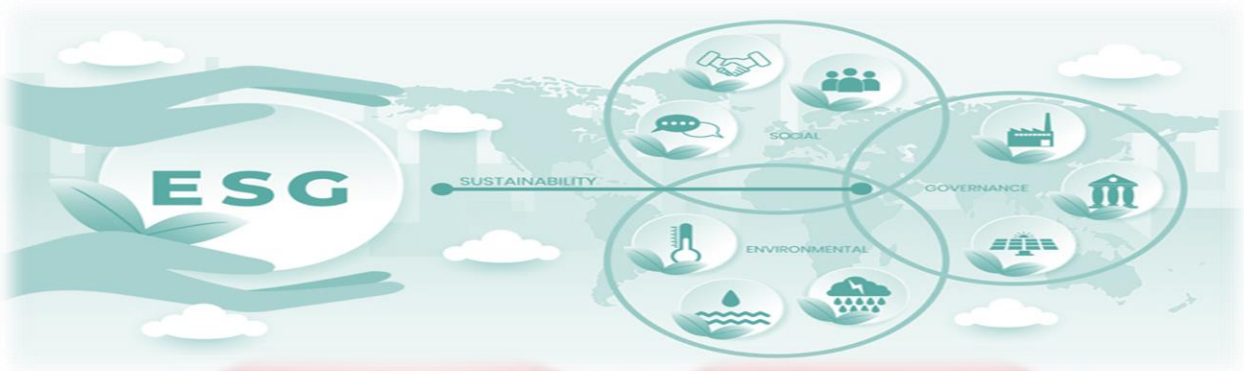 ESG
SUSTAINABILITY
SOCIAL
GOVERNANCE
ENVIRONMENTAL